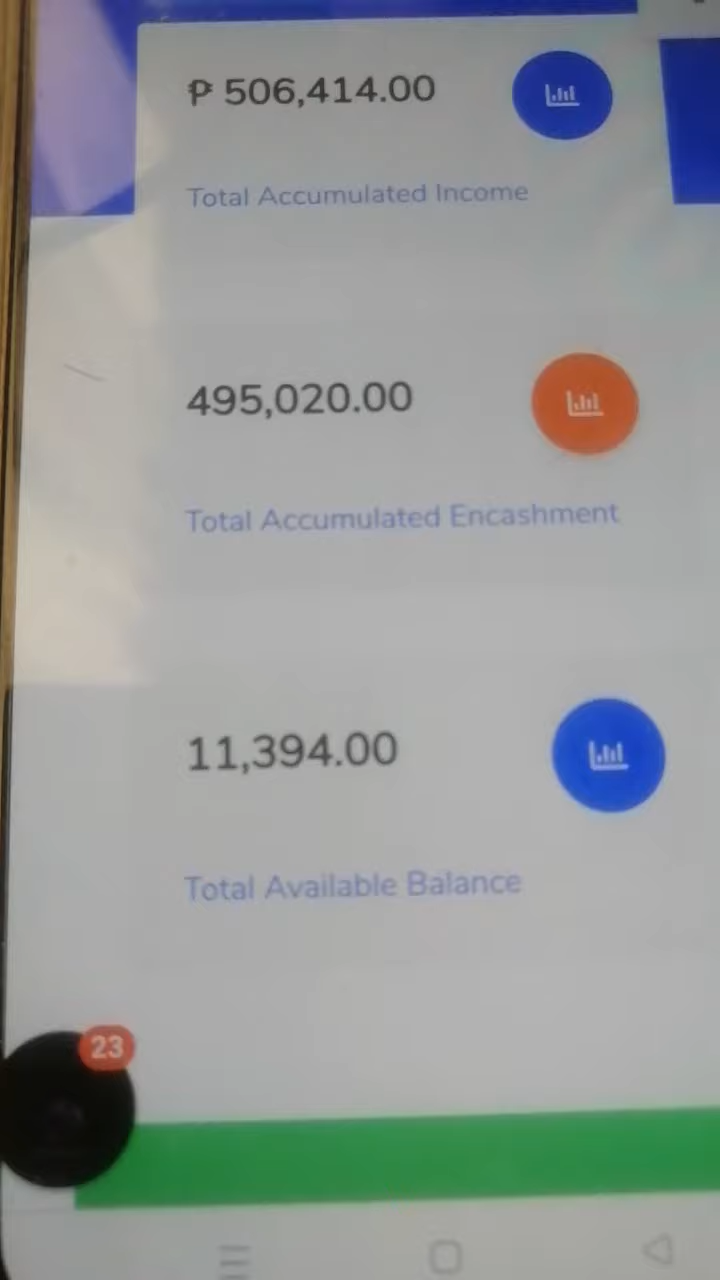 ₱ 506,414.00
Total Accumulated Income
495,020.00
Total Accumulated Encashment
11,394.00
Total Available Balance
23